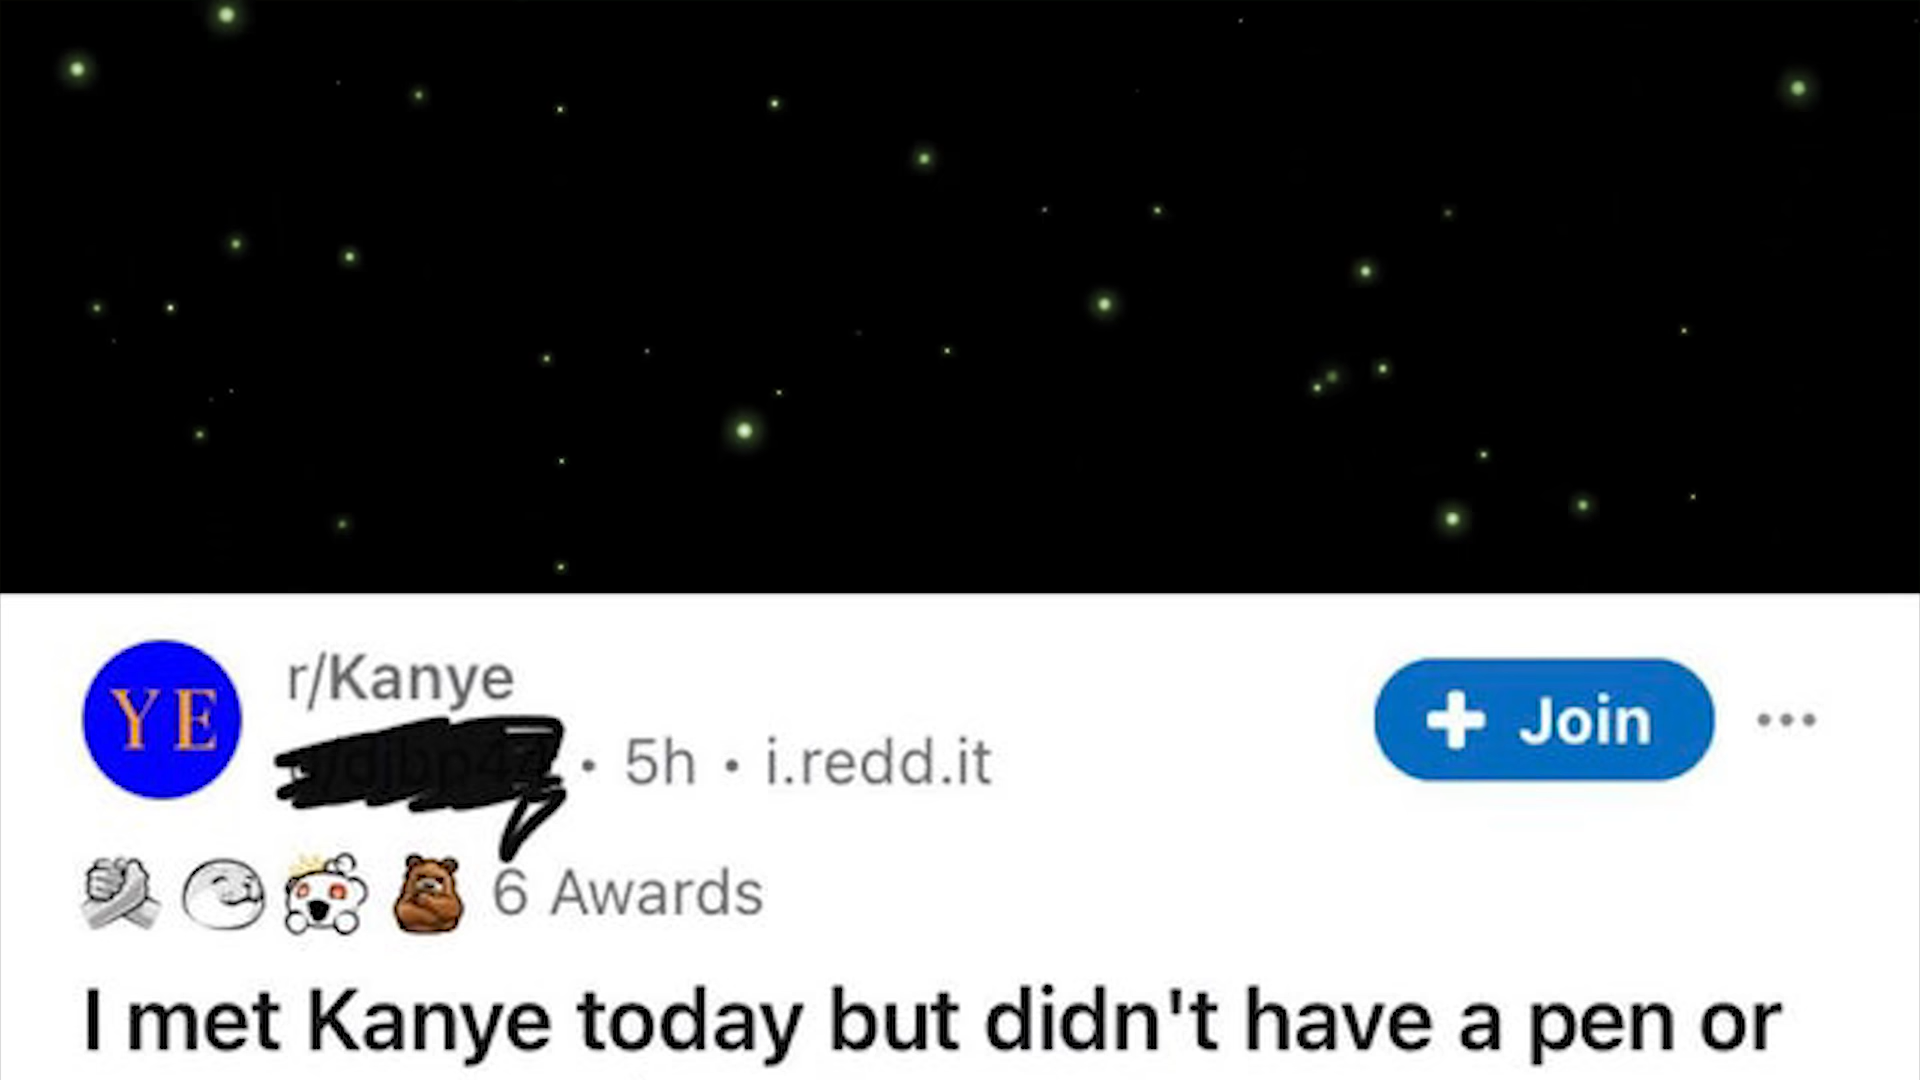 YE
r/Kanye
• 5h • i.redd.it
+ Join
6 Awards
I met Kanye today but didn't have a pen or